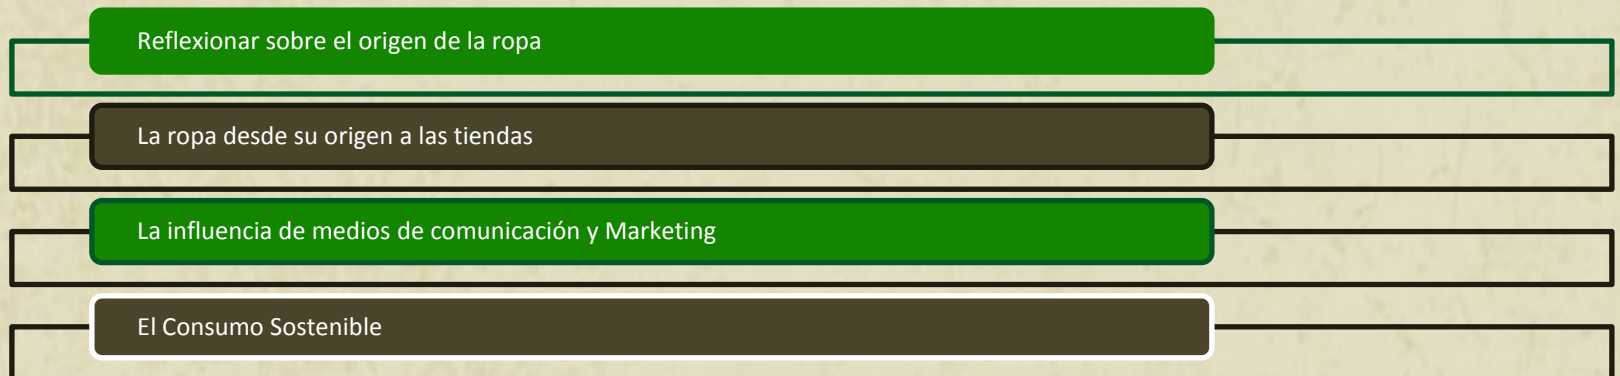 Reflexionar sobre el origen de la ropa
La ropa desde su origen a las tiendas
La influencia de medios de comunicación y Marketing
El Consumo Sostenible